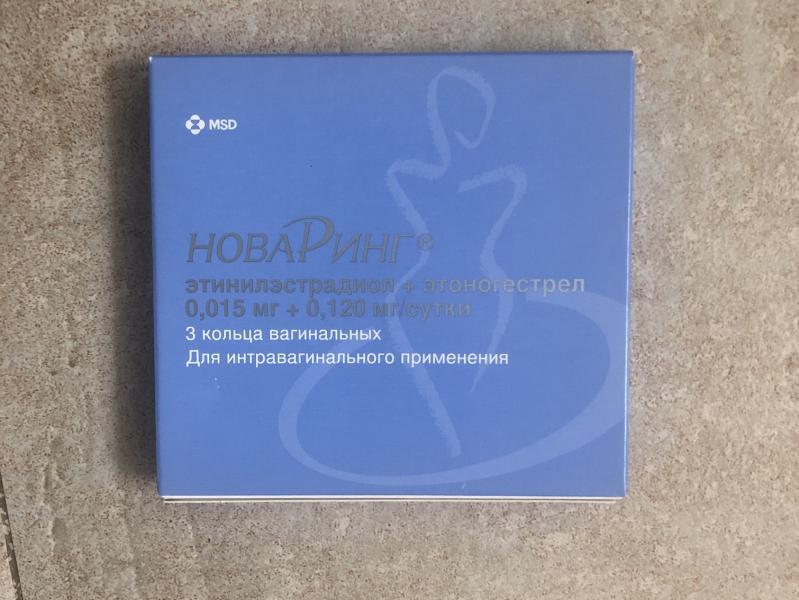 MSD
НОВАРИНГ®
этинилэстрадиол + этоногестрел
0,015 мг + 0,120 мг/сутки
3 кольца вагинальных
Для интравагинального применения